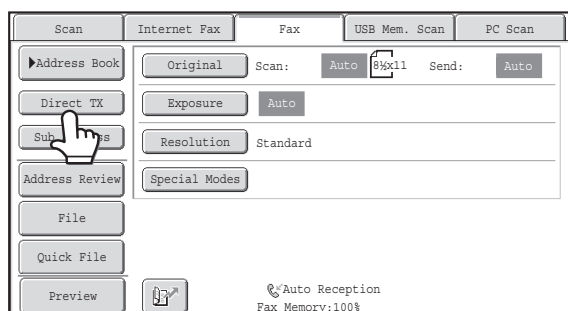 Scan Internet Fax Fax USB Mem. Scan PC Scan
Address Book
Original Scan: Auto 8½x11 Send: Auto
Direct TX
Exposure Auto
Sub
Resolution Standard
Address Review
Special Modes
File
Quick File
Preview
Auto Reception
Fax Memory:100%